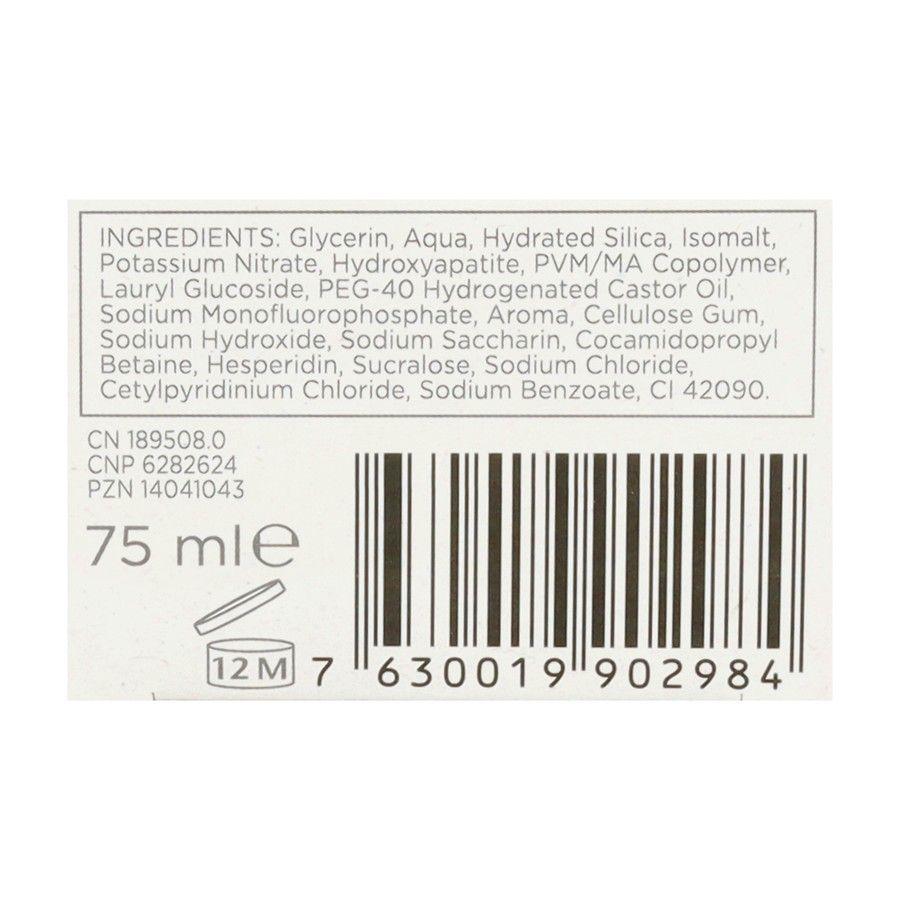 INGREDIENTS: Glycerin, Aqua, Hydrated Silica, Isomalt,
Potassium Nitrate, Hydroxyapatite, PVM/MA Copolymer,
Lauryl Glucoside, PEG-40 Hydrogenated Castor Oil,
Sodium Monofluorophosphate, Aroma, Cellulose Gum,
Sodium Hydroxide, Sodium Saccharin, Cocamidopropyl
Betaine, Hesperidin, Sucralose, Sodium Chloride,
Cetylpyridinium Chloride, Sodium Benzoate, CI 42090.
CN 189508.0
CNP 6282624
PZN 14041043
75 ml e
12 M
7 630019 902984